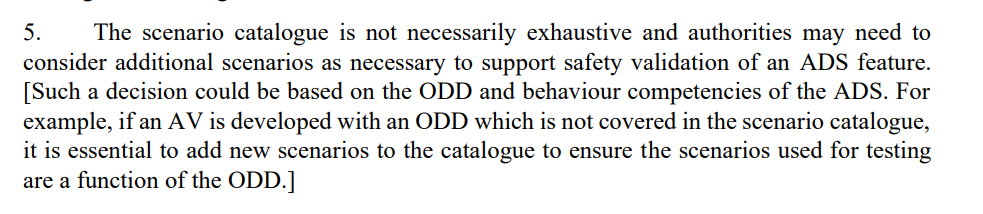 5. The scenario catalogue is not necessarily exhaustive and authorities may need to
consider additional scenarios as necessary to support safety validation of an ADS feature.
[Such a decision could be based on the ODD and behaviour competencies of the ADS. For
example, if an AV is developed with an ODD which is not covered in the scenario catalogue,
it is essential to add new scenarios to the catalogue to ensure the scenarios used for testing
are a function of the ODD.]